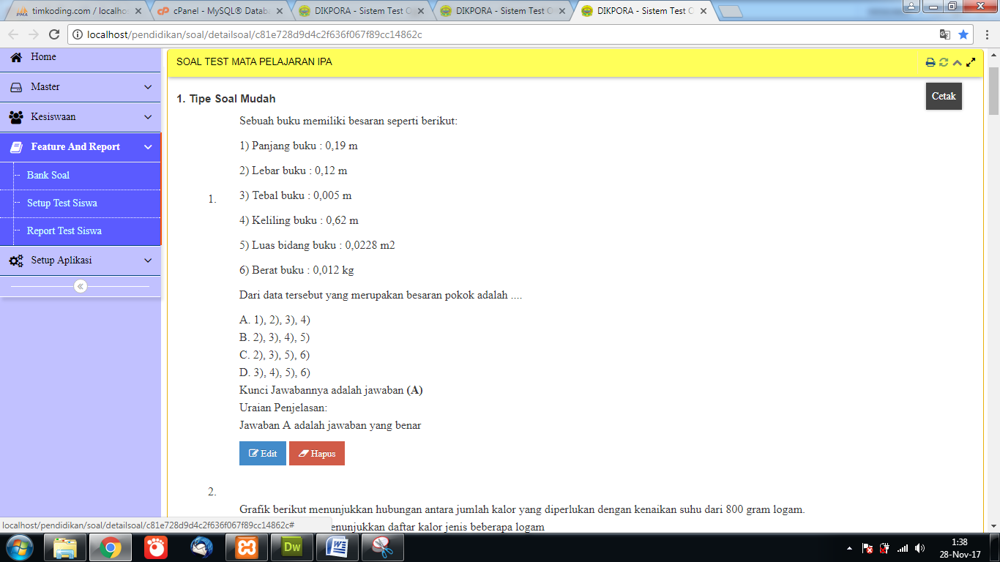 timkoding.com / localho
cPanel - MySQL® Datab
DIKPORA - Sistem Test O
DIKPORA - Sistem Test O
DIKPORA - Sistem Test O
localhost/pendidikan/soal/detailsoal/c81e728d9d4c2f636f067f89cc14862c
Home
Master
Kesiswaan
Feature And Report
Bank Soal
Setup Test Siswa
Report Test Siswa
Setup Aplikasi
SOAL TEST MATA PELAJARAN IPA
Cetak
1. Tipe Soal Mudah
Sebuah buku memiliki besaran seperti berikut:
1) Panjang buku : 0,19 m
2) Lebar buku : 0,12 m
1.
3) Tebal buku : 0,005 m
4) Keliling buku : 0,62 m
5) Luas bidang buku : 0,0228 m2
6) Berat buku : 0,012 kg
Dari data tersebut yang merupakan besaran pokok adalah ....
A. 1), 2), 3), 4)
B. 2), 3), 4), 5)
C. 2), 3), 5), 6)
D. 3), 4), 5), 6)
Kunci Jawabannya adalah jawaban (A)
Uraian Penjelasan:
Jawaban A adalah jawaban yang benar
Edit Hapus
2.
Grafik berikut menunjukkan hubungan antara jumlah kalor yang diperlukan dengan kenaikan suhu dari 800 gram logam.
enunjukkan daftar kalor jenis beberapa logam
localhost/pendidikan/soal/detailsoal/c81e728d9d4c2f636f067f89cc14862c#
Dw
W
1:38
28-Nov-17